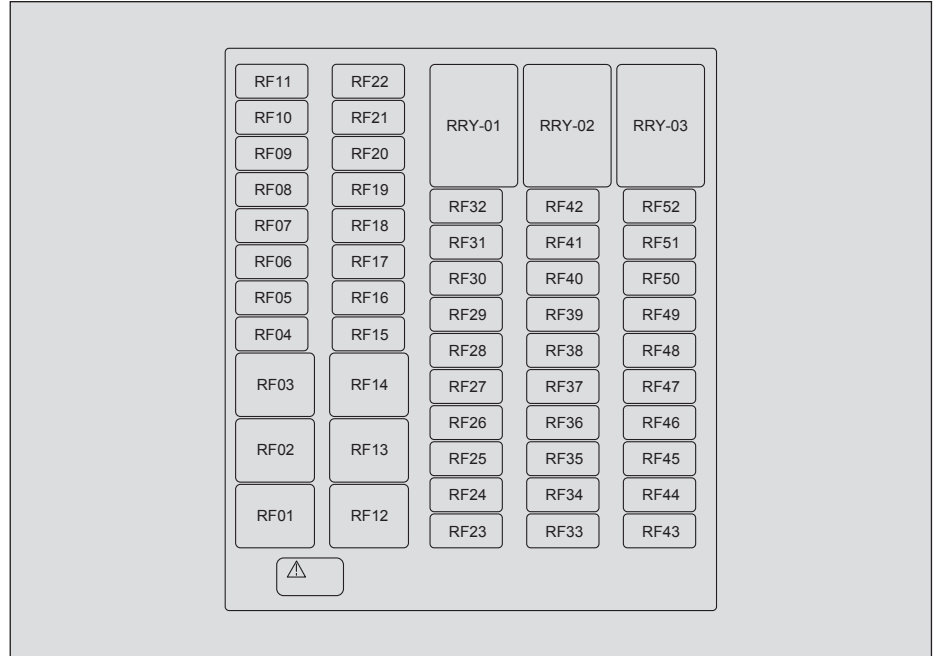 RF11 RF22 RRY-01 RRY-02 RRY-03
RF10 RF21
RF09 RF20
RF08 RF19
RF32 RF42 RF52
RF07 RF18
RF31 RF41 RF51
RF06 RF17
RF30 RF40 RF50
RF05 RF16
RF29 RF39 RF49
RF04 RF15
RF28 RF38 RF48
RF03 RF14
RF27 RF37 RF47
RF26 RF36 RF46
RF02 RF13
RF25 RF35 RF45
RF24 RF34 RF44
RF01 RF12
RF23 RF33 RF43